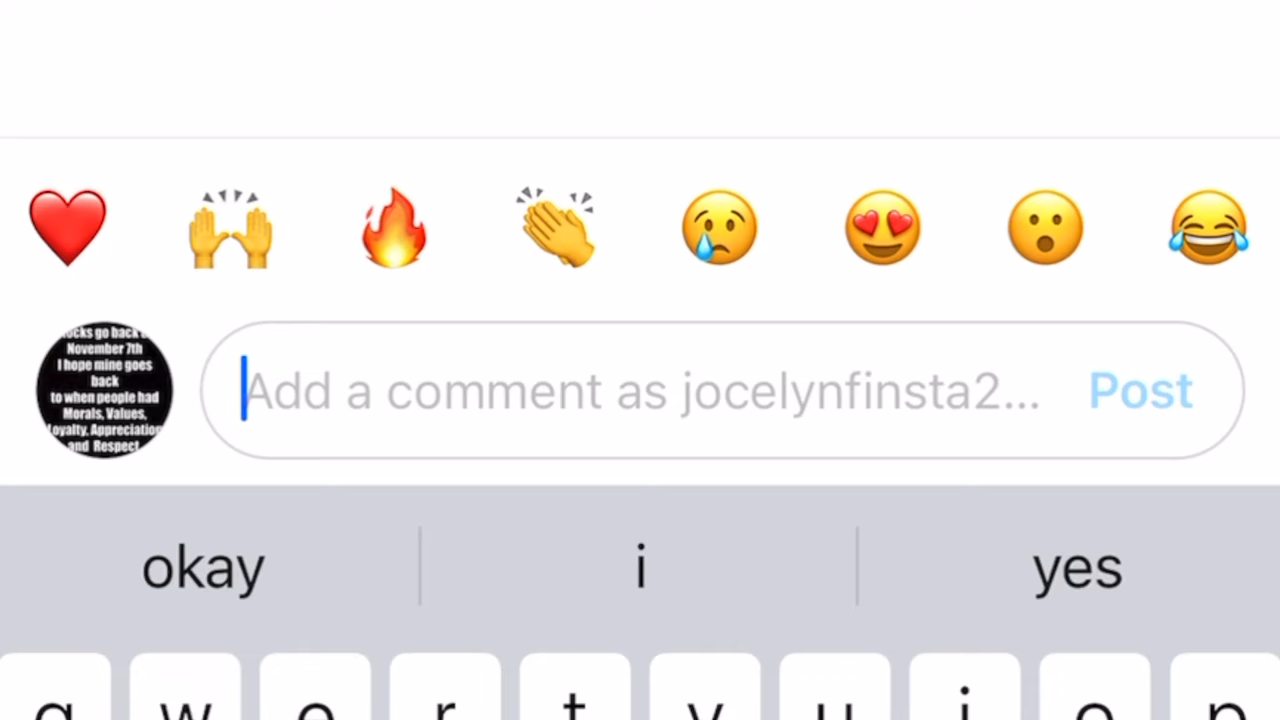 November 7th
I hope mine goes
back
to when people had
Morals, Values,
Loyalty, Appreciation
and Respect
Add a comment as jocelynfinsta2... Post
okay i yes
q w e r t y u i o p